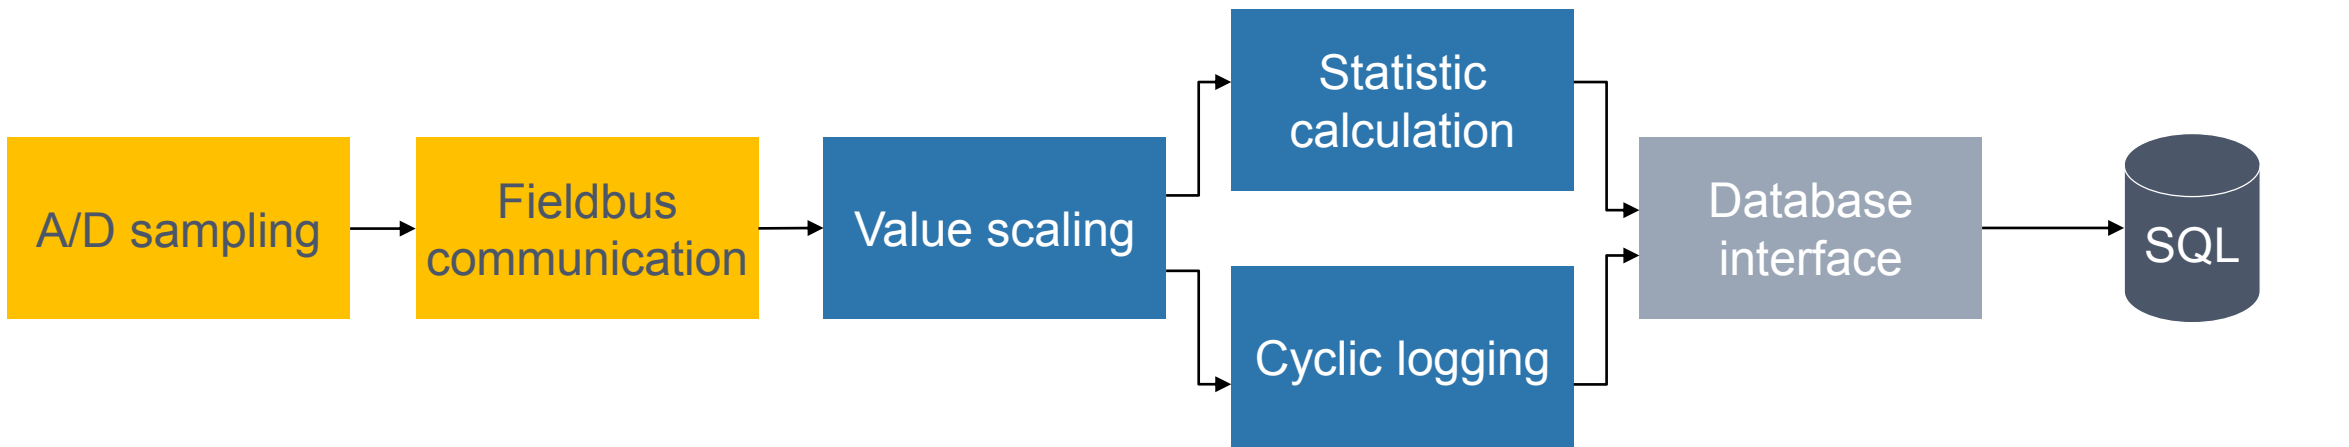 A/D sampling
Fieldbus
communication
Value scaling
Statistic
calculation
Cyclic logging
Database
interface
SQL